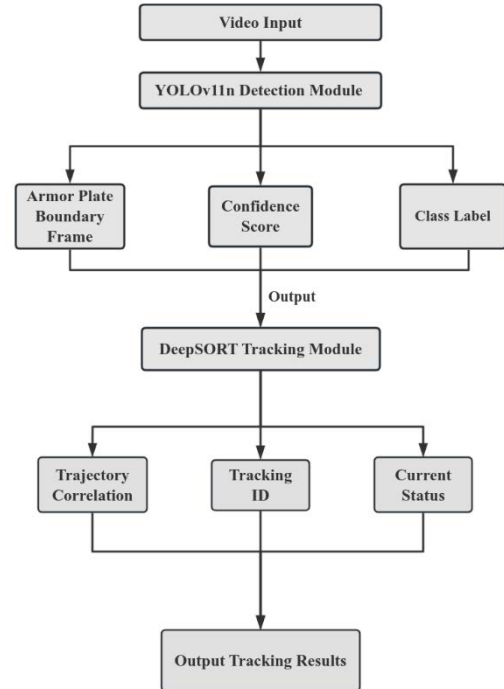 Video Input
YOLOv11n Detection Module
Armor Plate
Boundary
Frame
Confidence
Score
Class Label
Output
DeepSORT Tracking Module
Trajectory
Correlation
Tracking
ID
Current
Status
Output Tracking Results